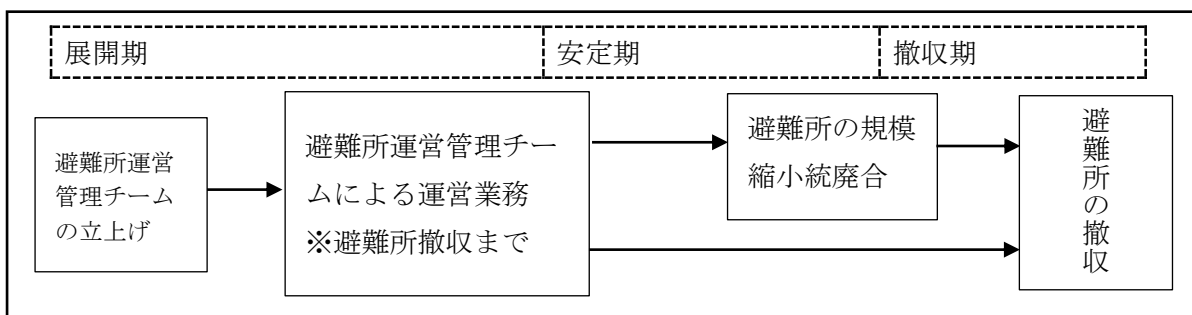 展開期
安定期
撤収期
避難所運営
管理チーム
の立上げ
避難所運営管理チー
ムによる運営業務
※避難所撤収まで
避難所の規模
縮小統廃合
避難所の撤収